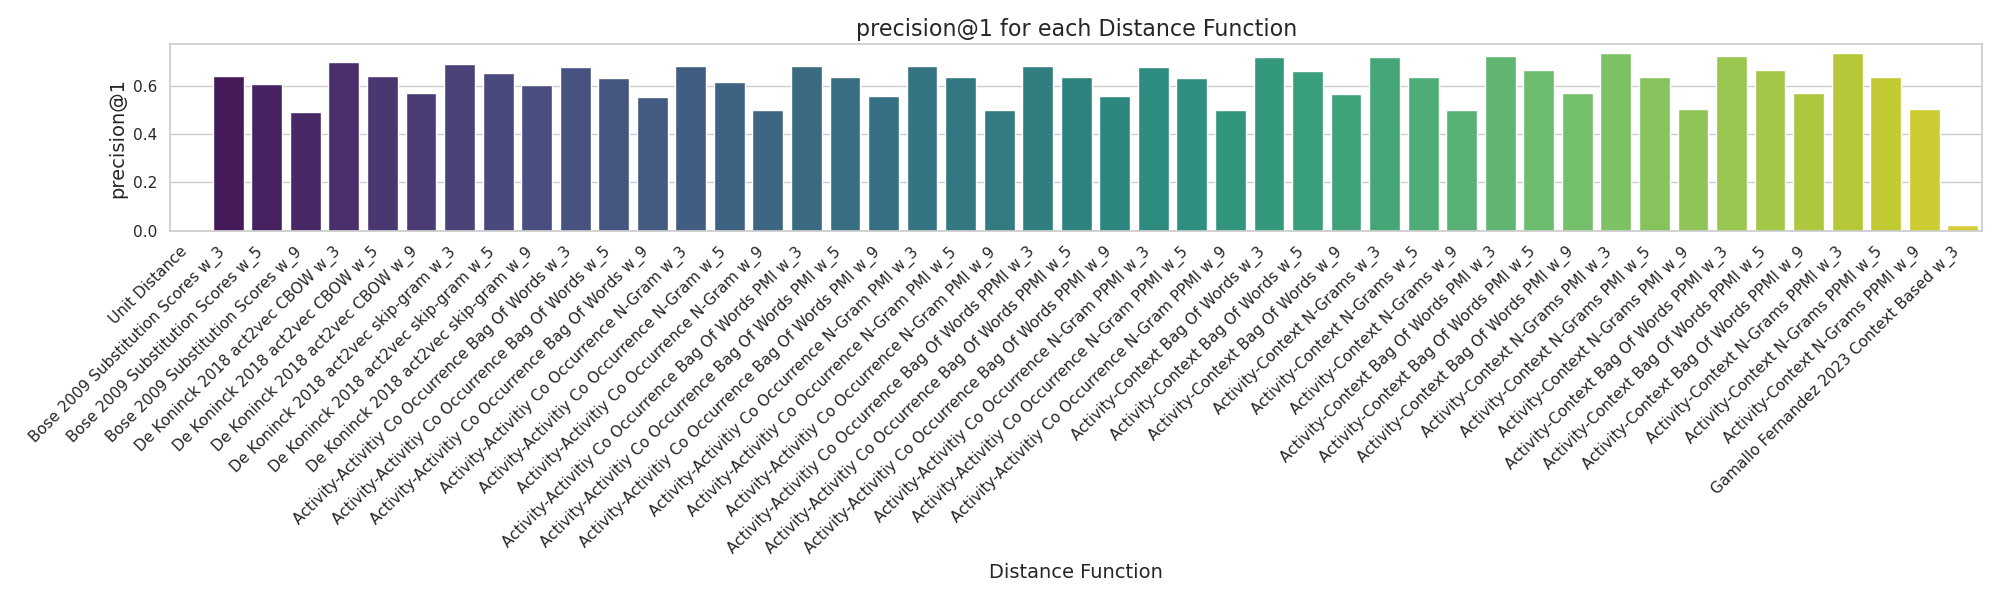 precision@1 for each Distance Function
precision@1
0.6
0.4
0.2
0.0
Unit Distance
Bose 2009 Substitution Scores w_3
Bose 2009 Substitution Scores w_5
Bose 2009 Substitution Scores w_9
De Koninck 2018 act2vec CBOW w_3
De Koninck 2018 act2vec CBOW w_5
De Koninck 2018 act2vec CBOW w_9
De Koninck 2018 act2vec skip-gram w_3
De Koninck 2018 act2vec skip-gram w_5
De Koninck 2018 act2vec skip-gram w_9
Activity-Activitiy Co Occurrence Bag Of Words w_3
Activity-Activitiy Co Occurrence Bag Of Words w_5
Activity-Activitiy Co Occurrence Bag Of Words w_9
Activity-Activitiy Co Occurrence N-Gram w_3
Activity-Activitiy Co Occurrence N-Gram w_5
Activity-Activitiy Co Occurrence N-Gram w_9
Activity-Activitiy Co Occurrence Bag Of Words PMI w_3
Activity-Activitiy Co Occurrence Bag Of Words PMI w_5
Activity-Activitiy Co Occurrence Bag Of Words PMI w_9
Activity-Activitiy Co Occurrence N-Gram PMI w_3
Activity-Activitiy Co Occurrence N-Gram PMI w_5
Activity-Activitiy Co Occurrence N-Gram PMI w_9
Activity-Activitiy Co Occurrence Bag Of Words PPMI w_3
Activity-Activitiy Co Occurrence Bag Of Words PPMI w_5
Activity-Activitiy Co Occurrence Bag Of Words PPMI w_9
Activity-Activitiy Co Occurrence N-Gram PPMI w_3
Activity-Activitiy Co Occurrence N-Gram PPMI w_5
Activity-Activitiy Co Occurrence N-Gram PPMI w_9
Activity-Context Bag Of Words w_3
Activity-Context Bag Of Words w_5
Activity-Context Bag Of Words w_9
Activity-Context N-Grams w_3
Activity-Context N-Grams w_5
Activity-Context N-Grams w_9
Activity-Context Bag Of Words PMI w_3
Activity-Context Bag Of Words PMI w_5
Activity-Context Bag Of Words PMI w_9
Activity-Context N-Grams PMI w_3
Activity-Context N-Grams PMI w_5
Activity-Context N-Grams PMI w_9
Activity-Context Bag Of Words PPMI w_3
Activity-Context Bag Of Words PPMI w_5
Activity-Context Bag Of Words PPMI w_9
Activity-Context N-Grams PPMI w_3
Activity-Context N-Grams PPMI w_5
Activity-Context N-Grams PPMI w_9
Gamallo Fernandez 2023 Context Based w_3
Distance Function